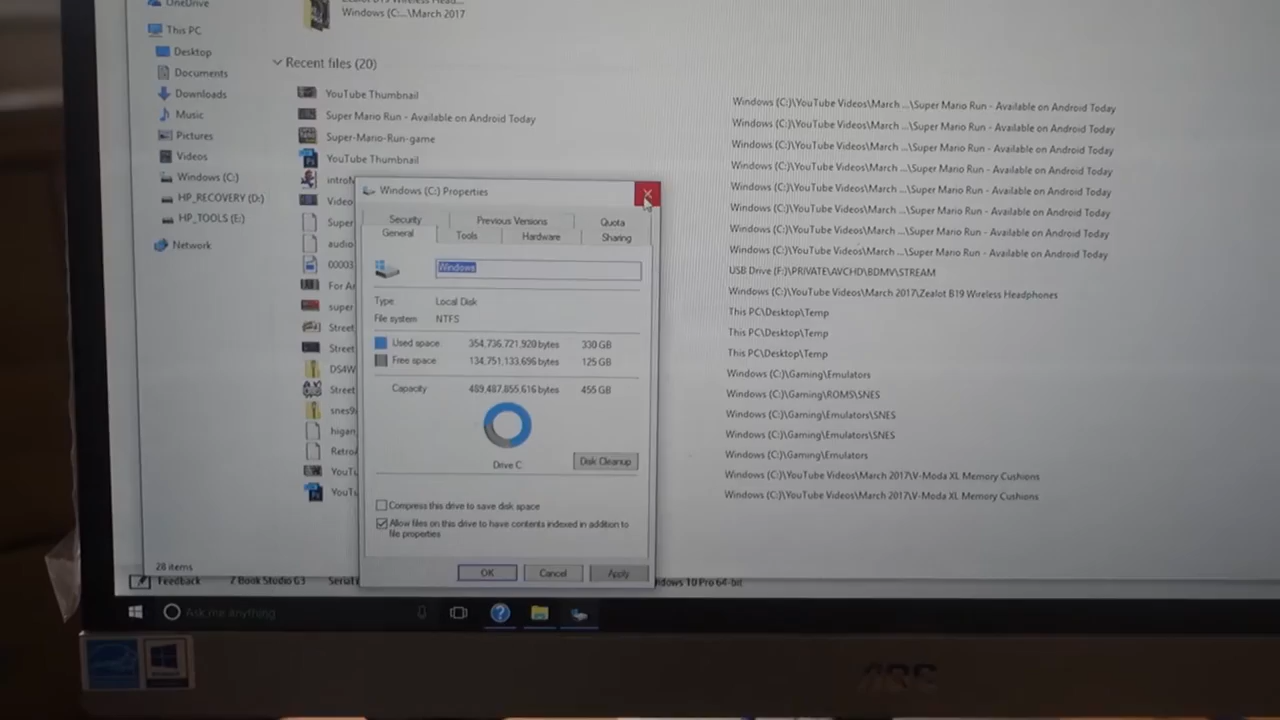 OneDrive
Windows (C:...\March 2017
This PC
Desktop
Documents
Downloads
Music
Pictures
Videos
Windows (C:)
HP_RECOVERY (D:)
HP_TOOLS (E:)
Network
28 items
Recent files (20)
YouTube Thumbnail
Windows (C:)\YouTube Videos\March ...\Super Mario Run - Available on Android Today
Super Mario Run - Available on Android Today
Windows (C:)\YouTube Videos\March ...\Super Mario Run - Available on Android Today
Super-Mario-Run-game
Windows (C:)\YouTube Videos\March ...\Super Mario Run - Available on Android Today
YouTube Thumbnail
Windows (C:)\YouTube Videos\March ...\Super Mario Run - Available on Android Today
Windows (C:)\YouTube Videos\March ...\Super Mario Run - Available on Android Today
Video
Windows (C:)\YouTube Videos\March ...\Super Mario Run - Available on Android Today
Super
Windows (C:)\YouTube Videos\March ...\Super Mario Run - Available on Android Today
audio
Windows (C:)\YouTube Videos\March ...\Super Mario Run - Available on Android Today
00003
USB Drive (F:)\PRIVATE\AVCHD\BDMV\STREAM
For
Windows (C:)\YouTube Videos\March 2017\Zealot B19 Wireless Headphones
super
This PC\Desktop\Temp
Street
This PC\Desktop\Temp
Street
This PC\Desktop\Temp
DS4W
Windows (C:)\Gaming\Emulators
Street
Windows (C:)\Gaming\ROMS\SNES
snes9
Windows (C:)\Gaming\Emulators\SNES
higan
Windows (C:)\Gaming\Emulators\SNES
Windows (C:)\Gaming\Emulators
Windows (C:)\YouTube Videos\March 2017\V-Moda XL Memory Cushions
Windows (C:)\YouTube Videos\March 2017\V-Moda XL Memory Cushions
Windows (C:) Properties
Security Previous Versions Quota
General Tools Hardware Sharing
Windows
Type Local Disk
File system NTFS
Used space 354,736,721,920 bytes 330 GB
Free space 134,751,133,696 bytes 125 GB
Capacity 489,487,855,616 bytes 455 GB
Drive C Disk Cleanup
Compress this drive to save disk space
Allow files on this drive to have contents indexed in addition to
file properties
OK Cancel Apply
Feedback Z Book Studio G3 Serial
dows 10 Pro 64-bit
Ask me anything
AOC